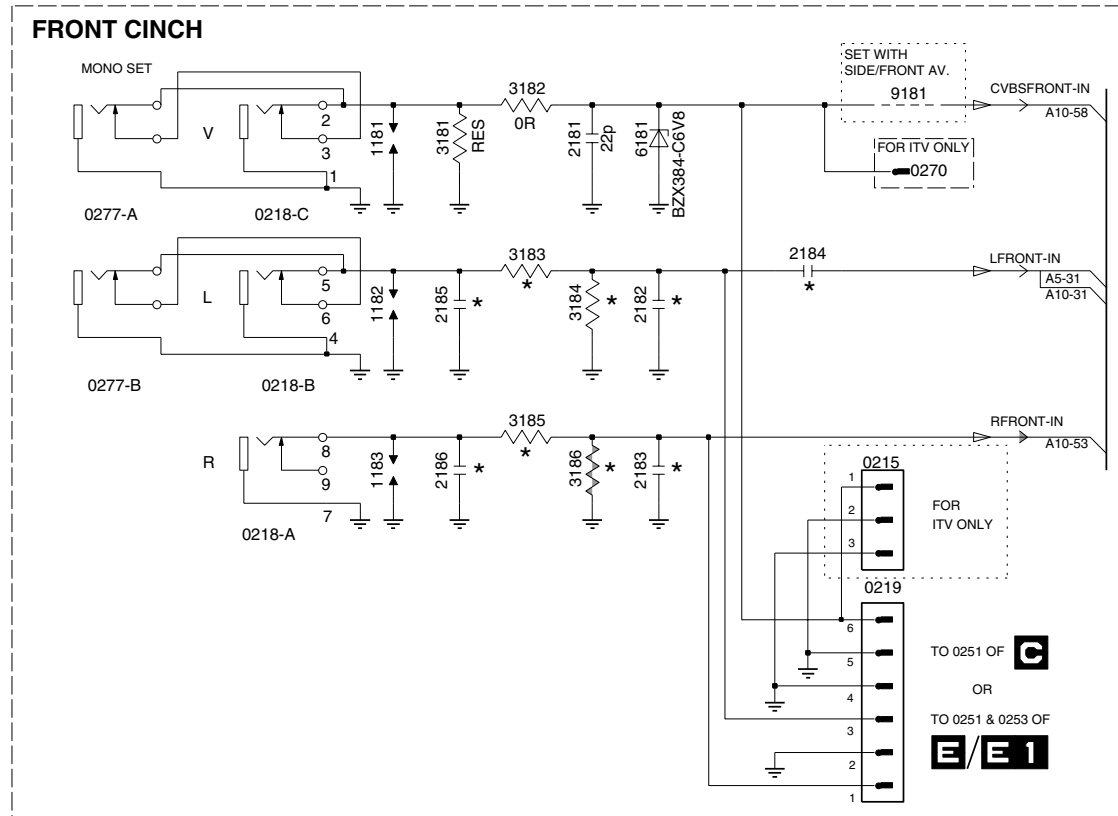 FRONT CINCH
MONO SET
V
2
3
1
0277-A
0218-C
1181
3181
RES
3182
0R
2181
22p
6181
BZX384-C6V8
SET WITH
SIDE/FRONT AV.
9181
CVBSFRONT-IN
A10-58
FOR ITV ONLY
0270
L
5
6
4
0277-B
0218-B
1182
2185
*
3183
*
3184
*
2182
*
2184
*
LFRONT-IN
A5-31
A10-31
R
8
9
7
0218-A
1183
2186
*
3185
*
3186
*
2183
*
RFRONT-IN
A10-53
0215
1
2
3
FOR
ITV ONLY
0219
6
5
4
3
2
1
TO 0251 OF C
OR
TO 0251 & 0253 OF
E/E1